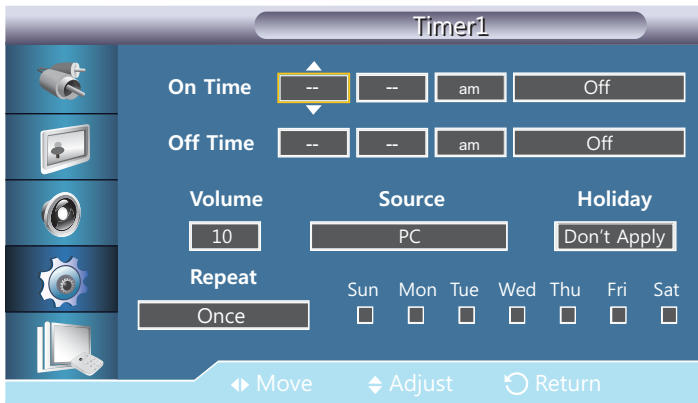 Timer1
On Time -- -- am Off
Off Time -- -- am Off
Volume Source Holiday
10 PC Don't Apply
Repeat Sun Mon Tue Wed Thu Fri Sat
Once
Move Adjust Return